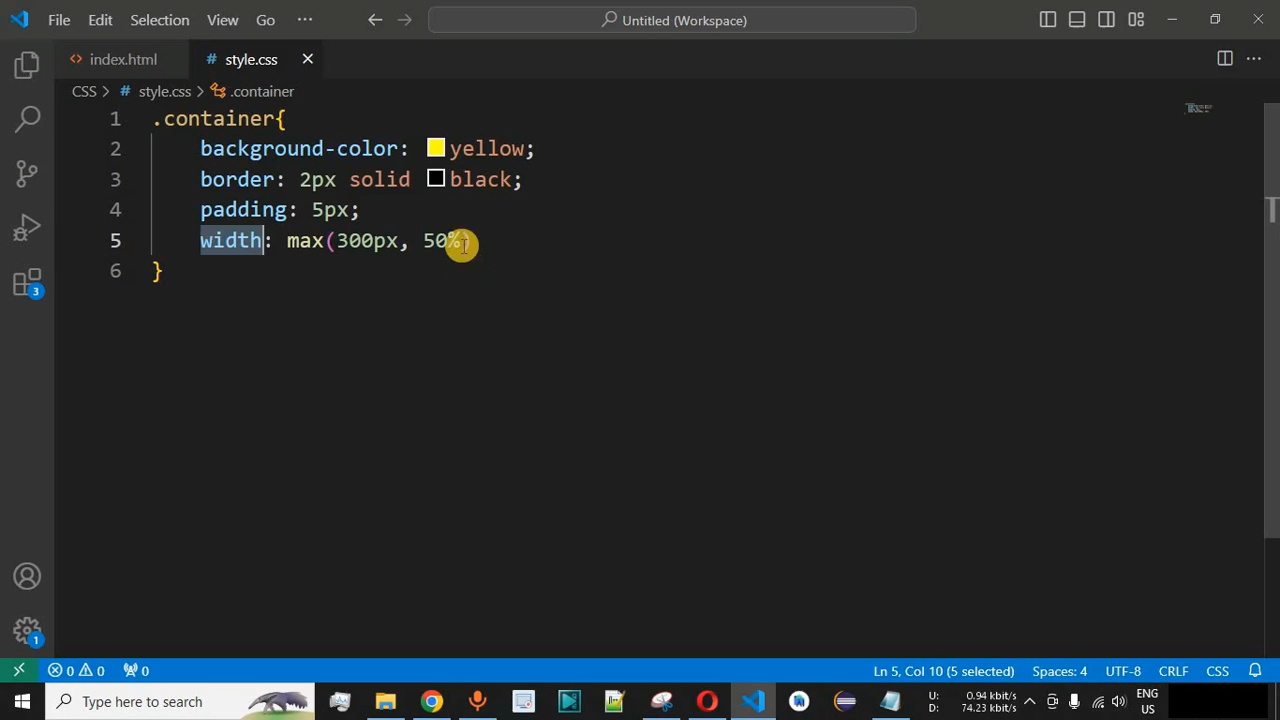 File Edit Selection View Go ··· Untitled (Workspace)
index.html style.css
CSS > style.css > .container
1 .container{
2 background-color: yellow;
3 border: 2px solid black;
4 padding: 5px;
5 width: max(300px, 50%)
6 }
3
1
0 0 0 Ln 5, Col 10 (5 selected) Spaces: 4 UTF-8 CRLF CSS
Type here to search U: 0.94 kbit/s ENG
D: 74.23 kbit/s US